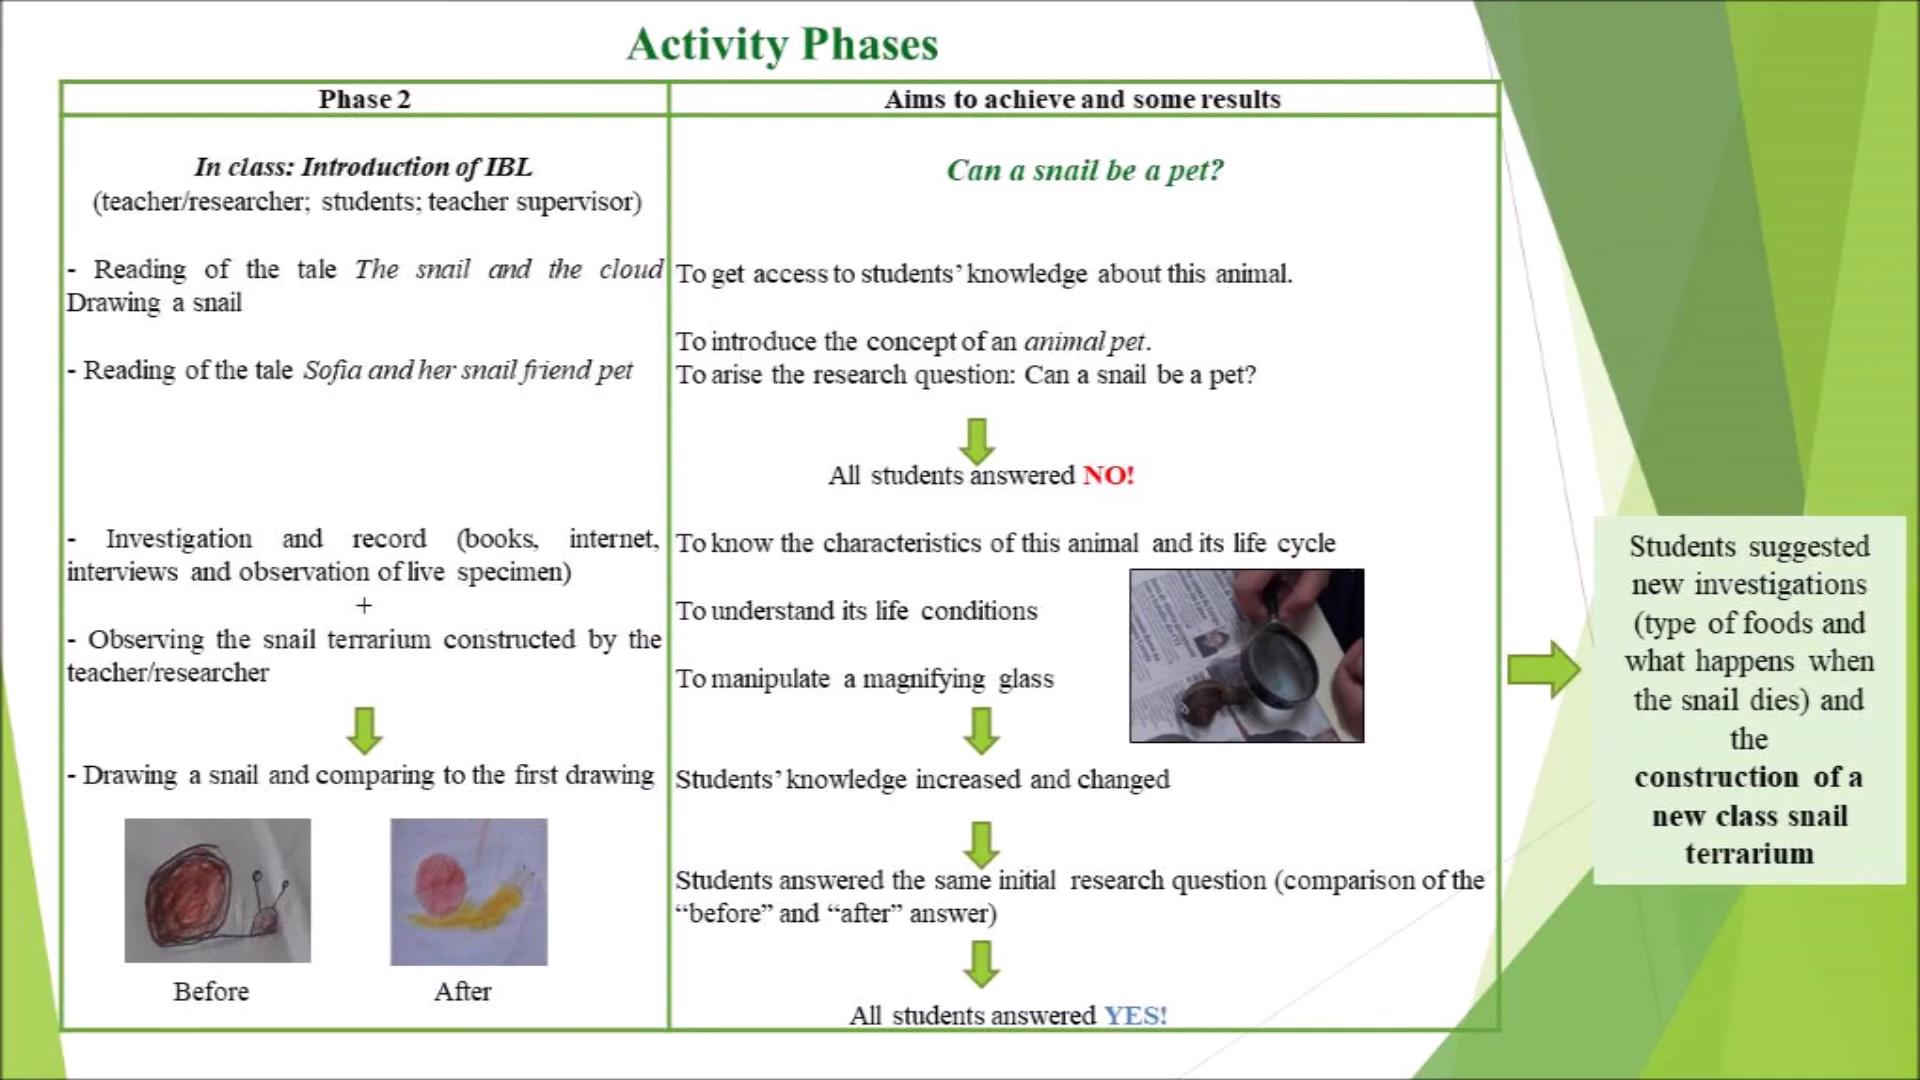 Activity Phases
Phase 2
Aims to achieve and some results
In class: Introduction of IBL
(teacher/researcher; students; teacher supervisor)
- Reading of the tale The snail and the cloud
Drawing a snail
- Reading of the tale Sofia and her snail friend pet
- Investigation and record (books, internet,
interviews and observation of live specimen)
+
- Observing the snail terrarium constructed by the
teacher/researcher
- Drawing a snail and comparing to the first drawing
Before
After
Can a snail be a pet?
To get access to students’ knowledge about this animal.
To introduce the concept of an animal pet.
To arise the research question: Can a snail be a pet?
All students answered NO!
To know the characteristics of this animal and its life cycle
To understand its life conditions
To manipulate a magnifying glass
Students’ knowledge increased and changed
Students answered the same initial research question (comparison of the
“before” and “after” answer)
All students answered YES!
Students suggested
new investigations
(type of foods and
what happens when
the snail dies) and
the
construction of a
new class snail
terrarium